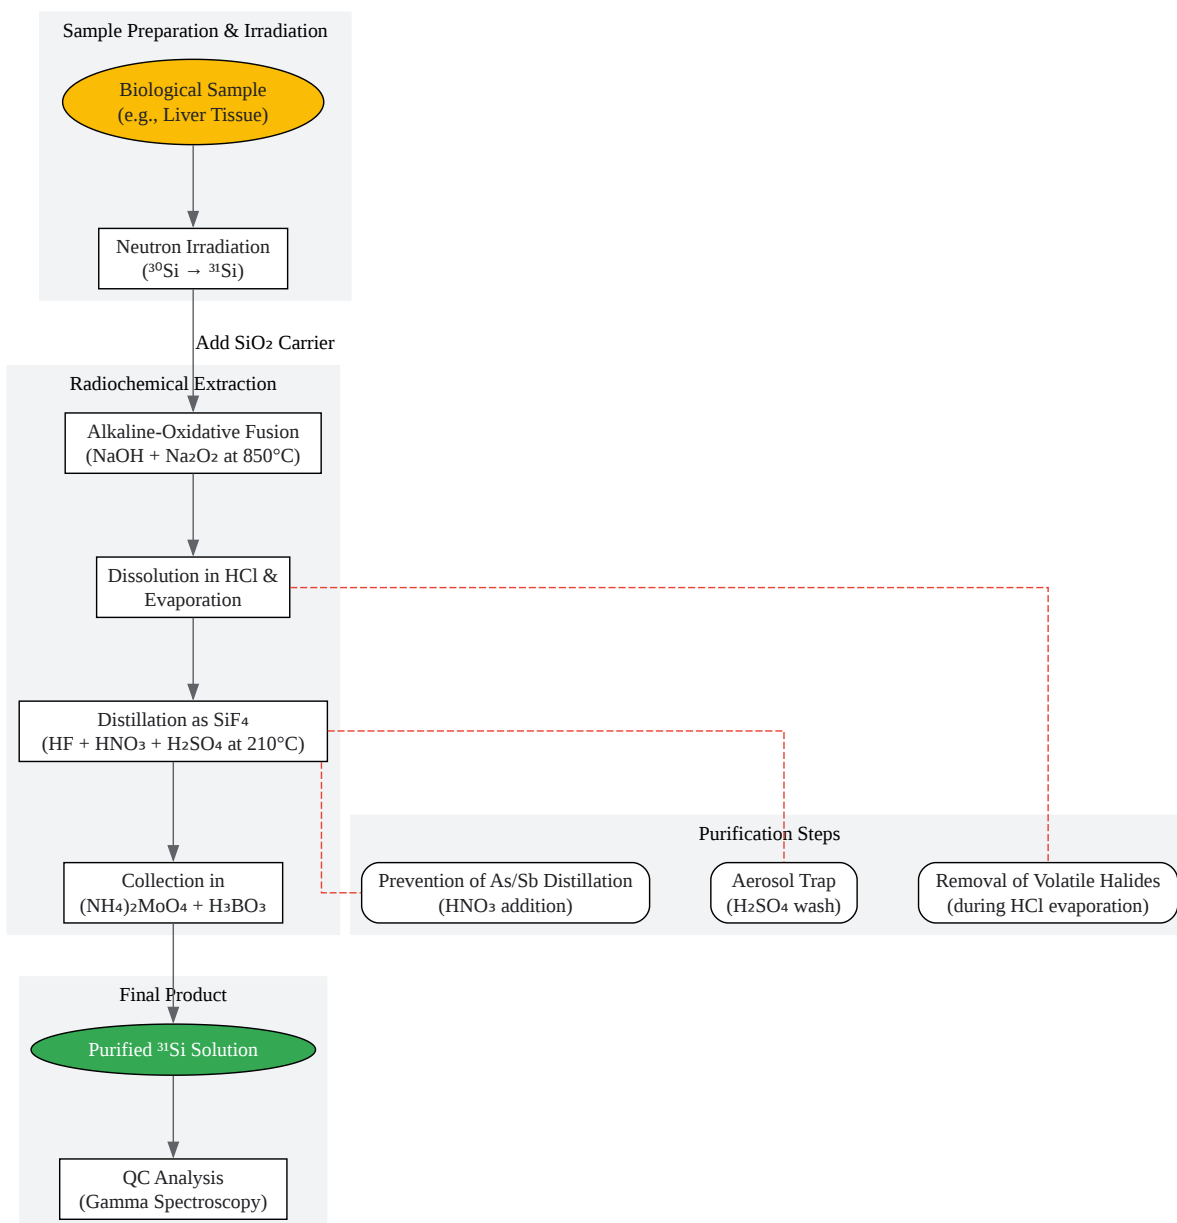 Sample Preparation & Irradiation
Biological Sample
(e.g., Liver Tissue)
Neutron Irradiation
(³⁰Si → ³¹Si)
Add SiO₂ Carrier
Radiochemical Extraction
Alkaline-Oxidative Fusion
(NaOH + Na₂O₂ at 850°C)
Dissolution in HCl &
Evaporation
Distillation as SiF₄
(HF + HNO₃ + H₂SO₄ at 210°C)
Collection in
(NH₄)₂MoO₄ + H₃BO₃
Purification Steps
Prevention of As/Sb Distillation
(HNO₃ addition)
Aerosol Trap
(H₂SO₄ wash)
Removal of Volatile Halides
(during HCl evaporation)
Final Product
Purified ³¹Si Solution
QC Analysis
(Gamma Spectroscopy)